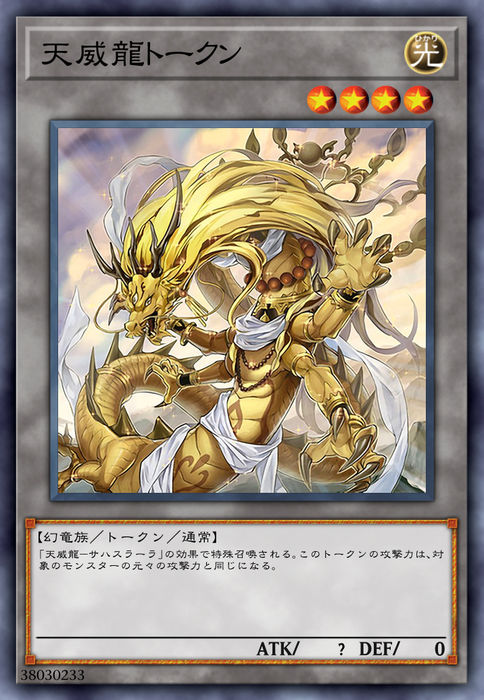 天威龍トークン
ひかり
光
【幻竜族／トークン／通常】
「天威龍－サハスラーラ」の効果で特殊召喚される。このトークンの攻撃力は、対
象のモンスターの元々の攻撃力と同じになる。
ATK/ ? DEF/ 0
38030233